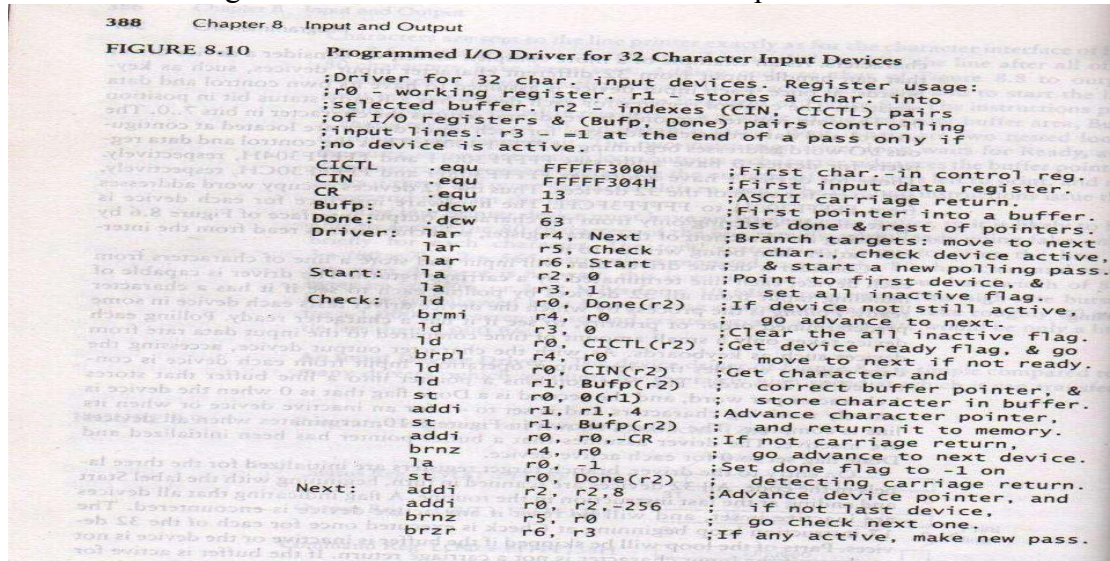 388 Chapter 8 Input and Output
FIGURE 8.10 Programmed I/O Driver for 32 Character Input Devices
;Driver for 32 char. input devices. Register usage:
;r0 - working register. r1 - stores a char. into
;selected buffer. r2 - indexes (CIN, CICTL) pairs
;of I/O registers & (Bufp, Done) pairs controlling
;input lines. r3 - =1 at the end of a pass only if
;no device is active.
CICTL .equ FFFFF300H ;First char. in control reg
CIN .equ FFFFF304H ;First input data register.
CR .equ 13 ;ASCII carriage return.
Bufp: .dcw 1 ;First pointer into a buffer.
Done: .dcw 63 ;1st done & rest of pointers.
Driver: lar r4, Next ;Branch targets: move to next
lar r5, Check ; char., check device active,
lar r6, Start ; & start a new polling pass.
Start: la r2, 0 ;Point to first device, &
la r3, 1 ; set all inactive flag.
Check: ld r0, Done(r2) ;If device not still active,
brmi r4, r0 ; go advance to next.
ld r3, 0 ;Clear the all inactive flag.
ld r0, CICTL(r2) ;Get device ready flag, & go
brpl r4, r0 ; move to next if not ready.
ld r0, CIN(r2) ;Get character and
ld r1, Bufp(r2) ; correct buffer pointer, &
st r0, 0(r1) ; store character in buffer.
addi r1, r1, 4 ;Advance character pointer,
st r1, Bufp(r2) ; and return it to memory.
addi r0, r0,-CR ;If not carriage return,
brnz r4, r0 ; go advance to next device.
la r0, -1 ;Set done flag to -1 on
st r0, Done(r2) ; detecting carriage return.
Next: addi r2, r2,8 ;Advance device pointer, and
addi r0, r2,-256 ; if not last device,
brnz r5, r0 ; go check next one.
brzr r6, r3 ;If any active, make new pass.